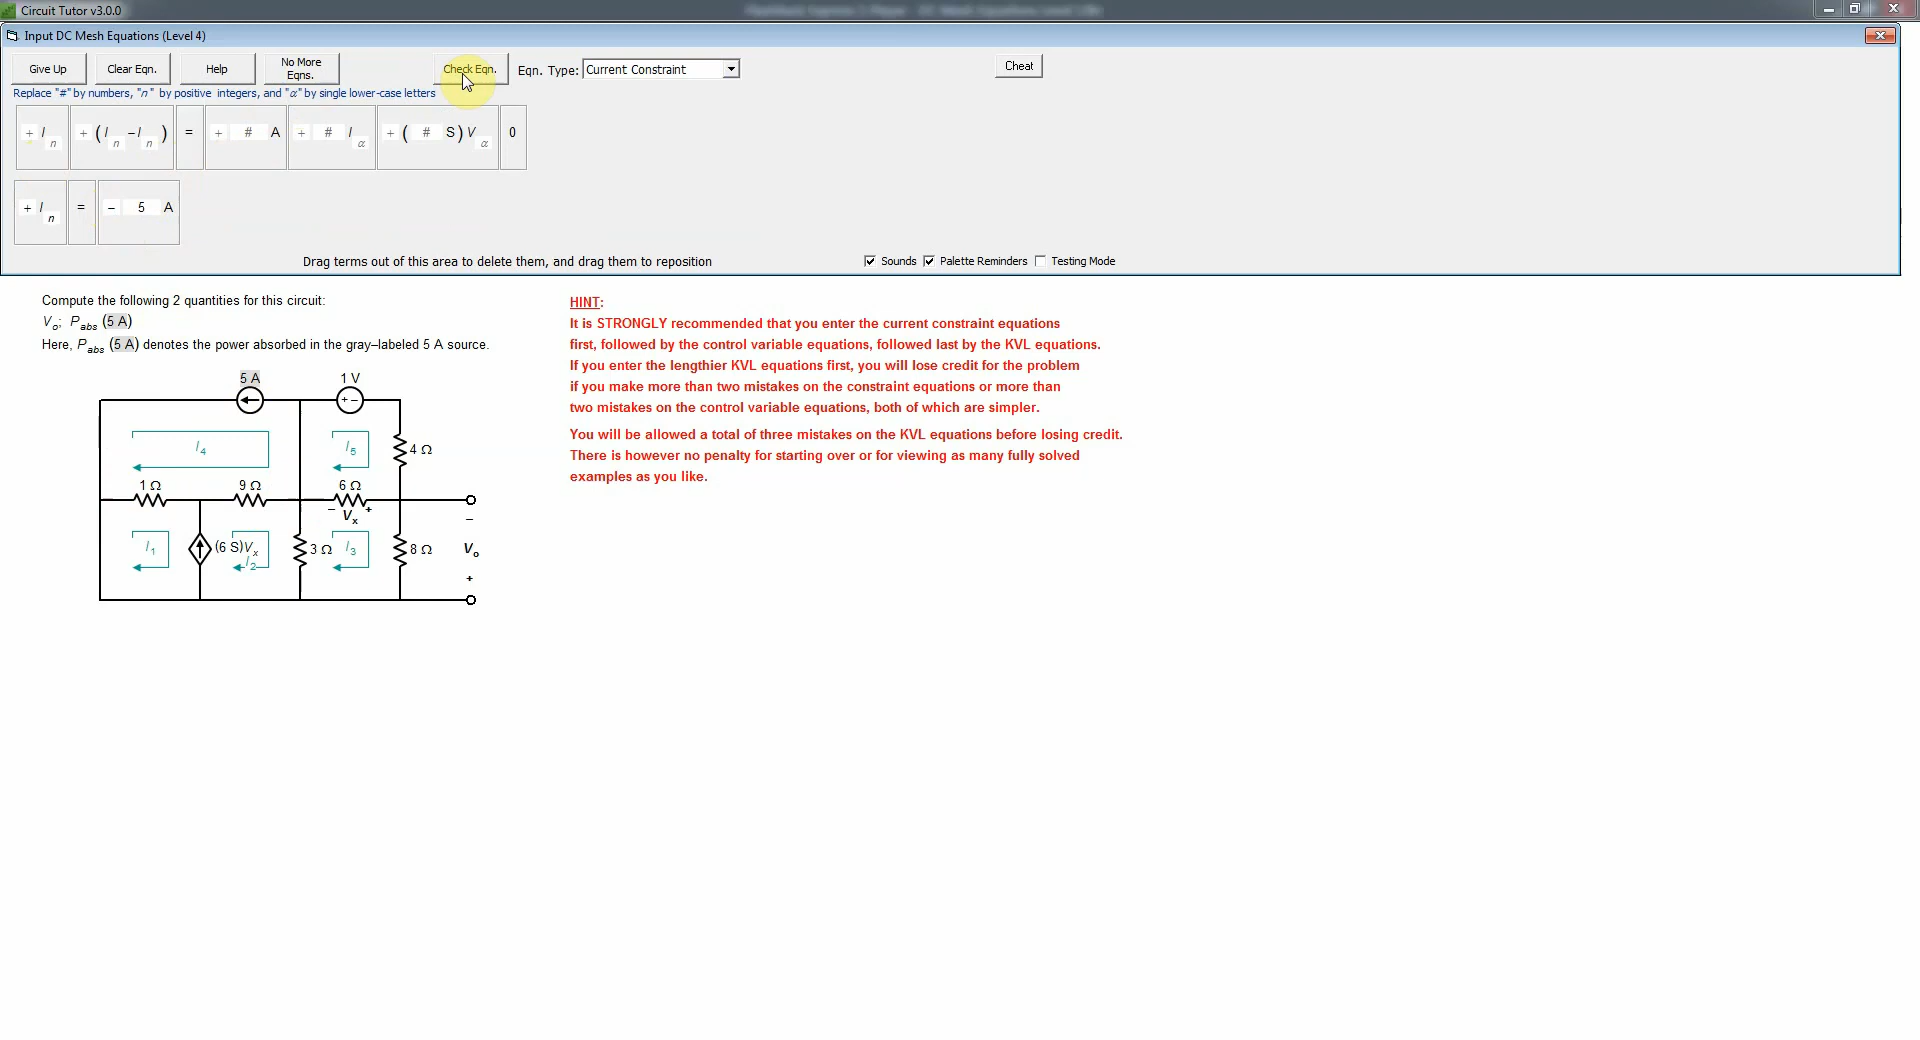 Circuit Tutor v3.0.0
Input DC Mesh Equations (Level 4)
Give Up
Clear Eqn.
Help
No More Eqns.
Check Eqn.
Eqn. Type: Current Constraint
Cheat
Replace "#" by numbers, "n" by positive integers, and "α" by single lower-case letters
+ I n + ( I n - I n ) = + # A + # I α + ( # S ) V α 0
+ I n = − 5 A
Drag terms out of this area to delete them, and drag them to reposition
Sounds
Palette Reminders
Testing Mode
Compute the following 2 quantities for this circuit:
Vo; Pabs (5 A)
Here, Pabs (5 A) denotes the power absorbed in the gray–labeled 5 A source.
HINT:
It is STRONGLY recommended that you enter the current constraint equations
first, followed by the control variable equations, followed last by the KVL equations.
If you enter the lengthier KVL equations first, you will lose credit for the problem
if you make more than two mistakes on the constraint equations or more than
two mistakes on the control variable equations, both of which are simpler.
You will be allowed a total of three mistakes on the KVL equations before losing credit.
There is however no penalty for starting over or for viewing as many fully solved
examples as you like.
5 A
1 V
+ −
I4
I5
4 Ω
1 Ω
9 Ω
6 Ω
− Vx +
−
I1
(6 S)Vx
I2
3 Ω
I3
8 Ω
Vo
+